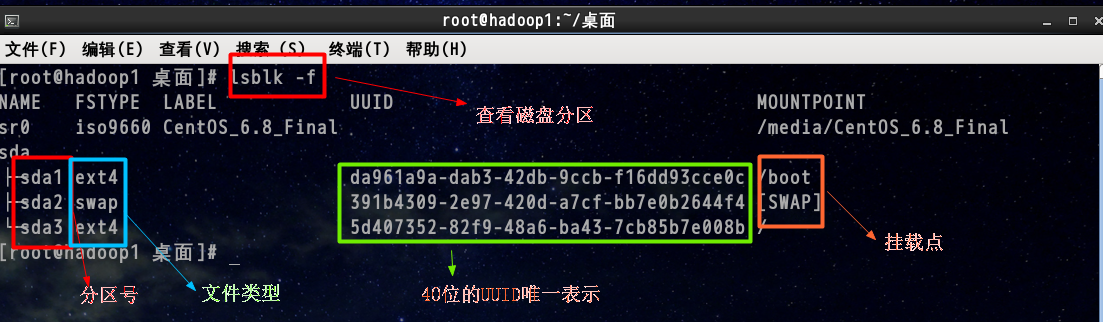 root@hadoop1:~/桌面
文件(F) 编辑(E) 查看(V) 搜索 (S) 终端(T) 帮助(H)
[root@hadoop1 桌面]# lsblk -f
NAME FSTYPE LABEL UUID MOUNTPOINT
查看磁盘分区
sr0 iso9660 CentOS_6.8_Final /media/CentOS_6.8_Final
sda
├─sda1 ext4 da961a9a-dab3-42db-9ccb-f16dd93cce0c /boot
├─sda2 swap 391b4309-2e97-420d-a7cf-bb7e0b2644f4 [SWAP]
└─sda3 ext4 5d407352-82f9-48a6-ba43-7cb85b7e008b /
[root@hadoop1 桌面]# _
挂载点
分区号 文件类型 40位的UUID唯一表示